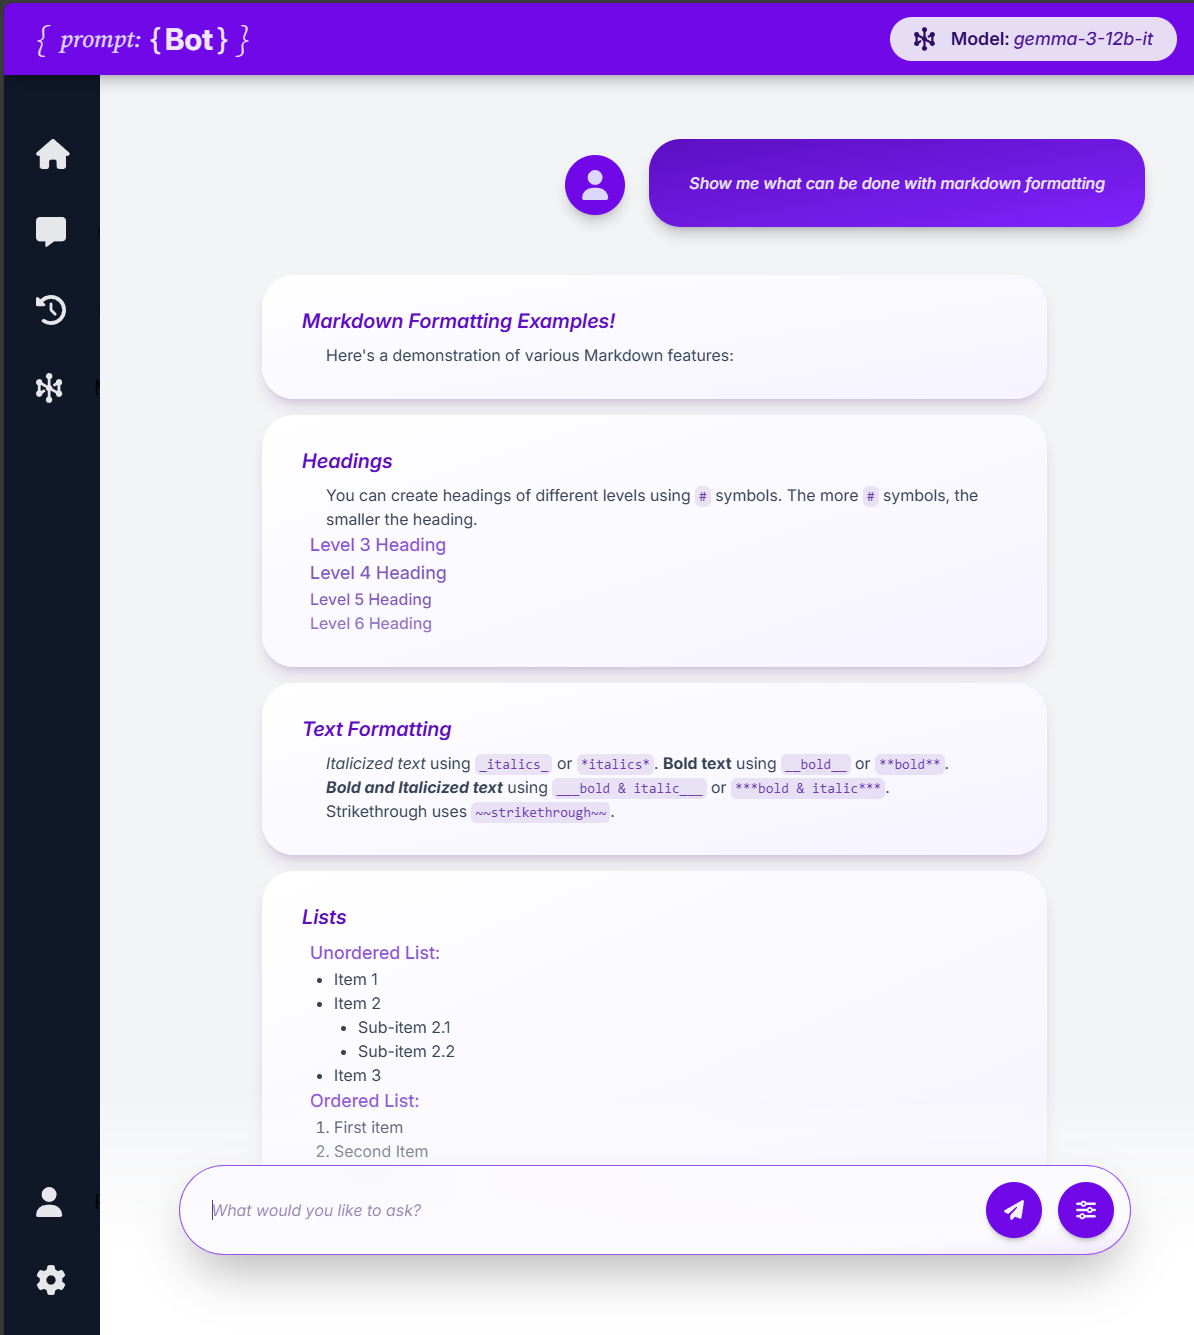 { prompt: {Bot} }
Model: gemma-3-12b-it
Show me what can be done with markdown formatting
Markdown Formatting Examples!
Here's a demonstration of various Markdown features:
Headings
You can create headings of different levels using # symbols. The more # symbols, the
smaller the heading.
Level 3 Heading
Level 4 Heading
Level 5 Heading
Level 6 Heading
Text Formatting
Italicized text using _italics_ or *italics*. Bold text using __bold__ or **bold**.
Bold and Italicized text using ___bold & italic___ or ***bold & italic***.
Strikethrough uses ~~strikethrough~~.
Lists
Unordered List:
• Item 1
• Item 2
• Sub-item 2.1
• Sub-item 2.2
• Item 3
Ordered List:
1. First item
2. Second Item
What would you like to ask?